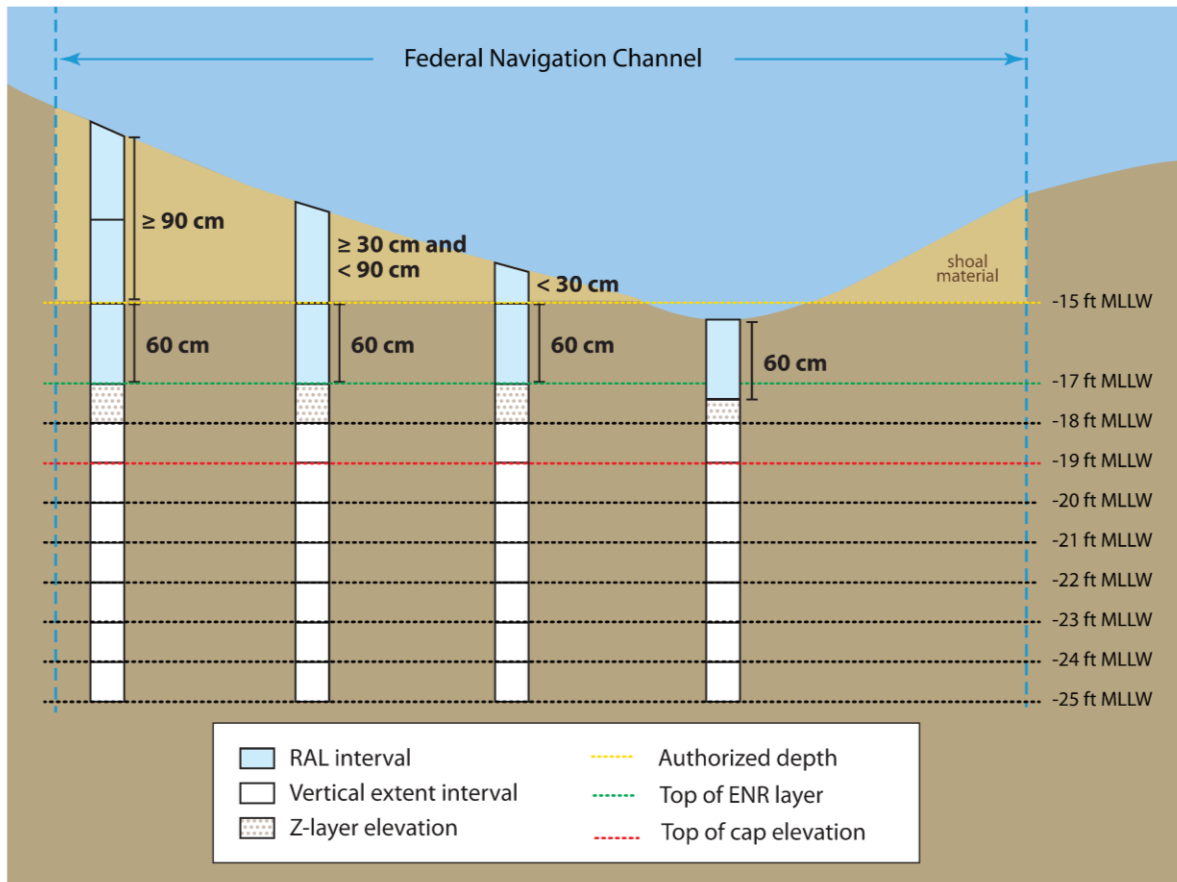 Federal Navigation Channel
≥ 90 cm
≥ 30 cm and
< 90 cm
< 30 cm
shoal
material
-15 ft MLLW
60 cm
60 cm
60 cm
60 cm
-17 ft MLLW
-18 ft MLLW
-19 ft MLLW
-20 ft MLLW
-21 ft MLLW
-22 ft MLLW
-23 ft MLLW
-24 ft MLLW
-25 ft MLLW
RAL interval
Vertical extent interval
Z-layer elevation
Authorized depth
Top of ENR layer
Top of cap elevation